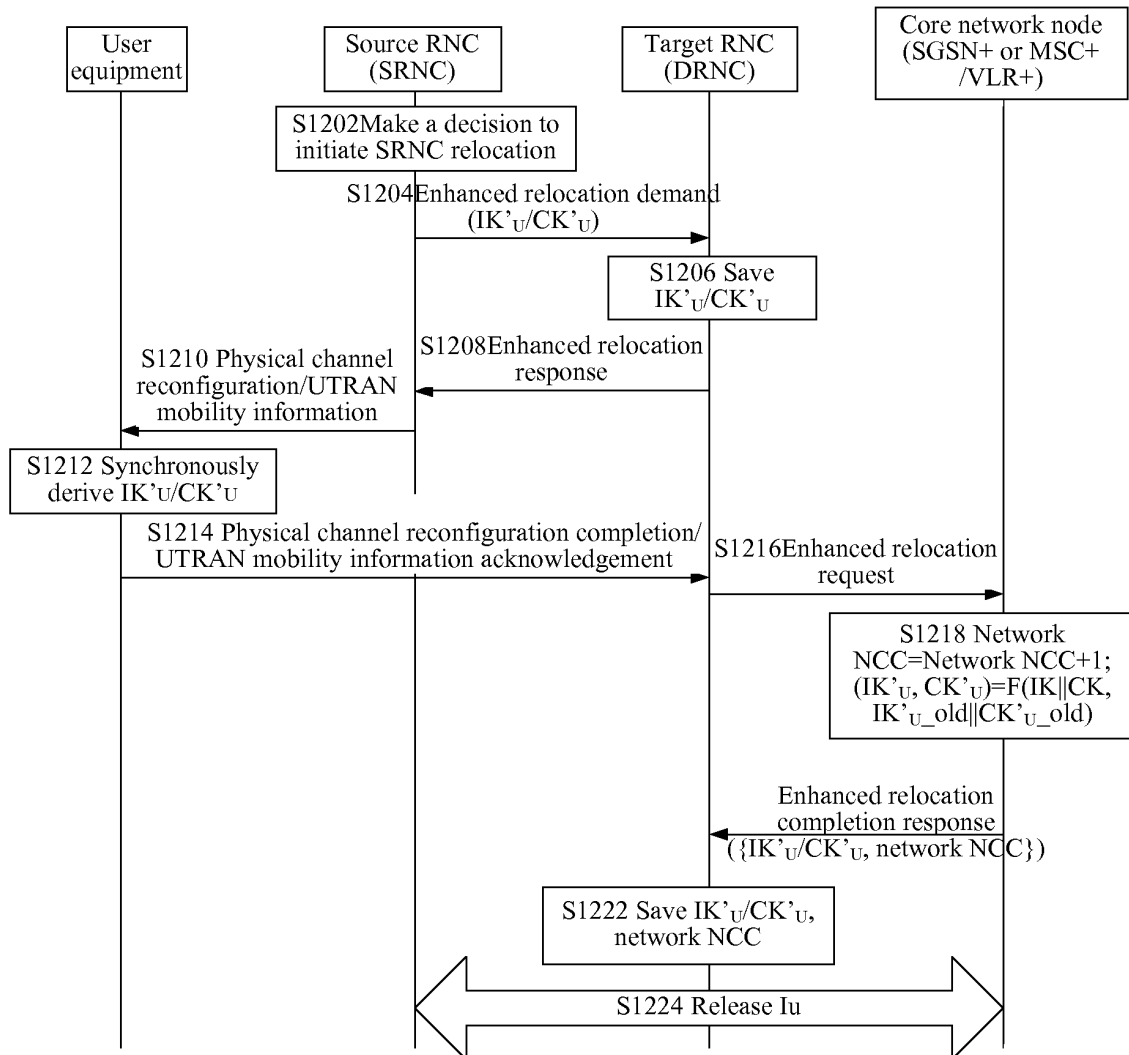 User
equipment
Source RNC
(SRNC)
Target RNC
(DRNC)
Core network node
(SGSN+ or MSC+
/VLR+)
S1202Make a decision to
initiate SRNC relocation
S1204Enhanced relocation demand
(IK’U/CK’U)
S1206 Save
IK’U/CK’U
S1208Enhanced relocation
response
S1210 Physical channel
reconfiguration/UTRAN
mobility information
S1212 Synchronously
derive IK’U/CK’U
S1214 Physical channel reconfiguration completion/
UTRAN mobility information acknowledgement
S1216Enhanced relocation
request
S1218 Network
NCC=Network NCC+1;
(IK’U, CK’U)=F(IK||CK,
IK’U_old||CK’U_old)
Enhanced relocation
completion response
({IK’U/CK’U, network NCC})
S1222 Save IK’U/CK’U,
network NCC
S1224 Release Iu